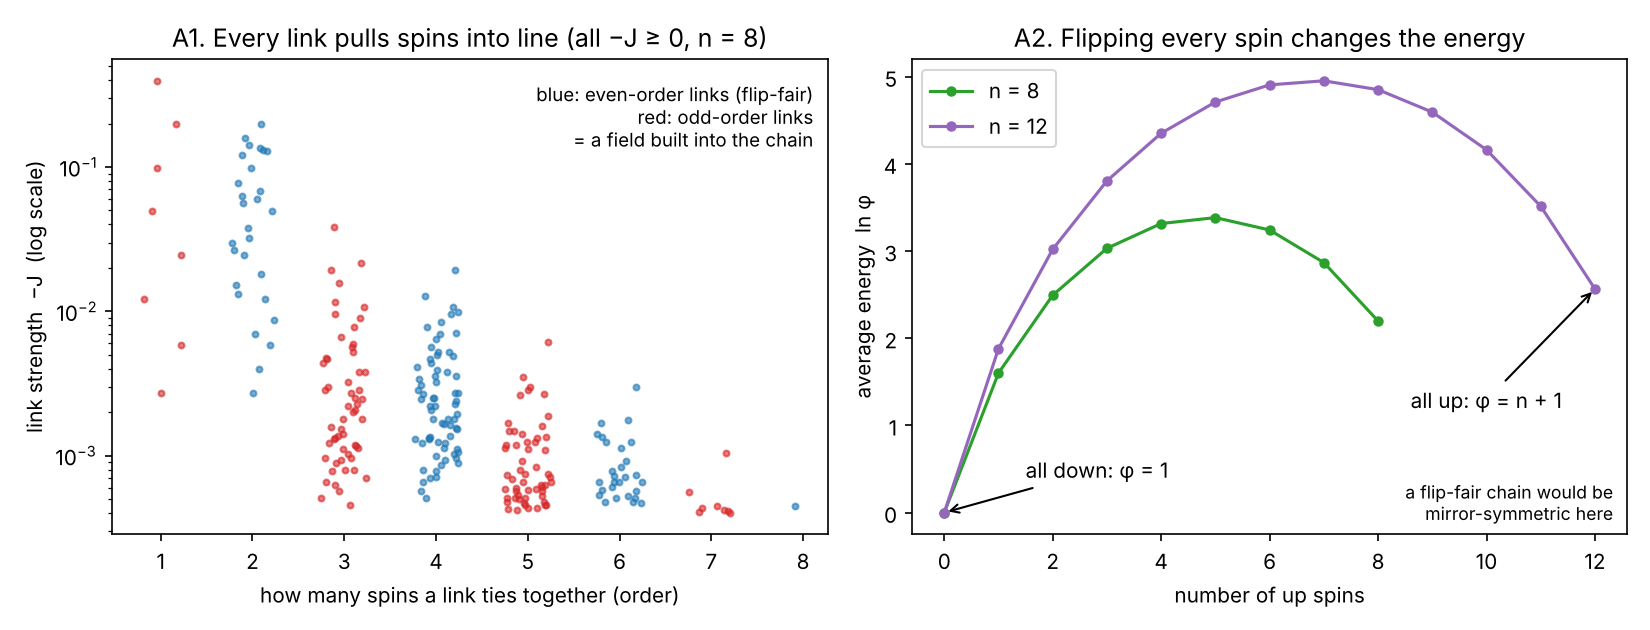 A1. Every link pulls spins into line (all −J ≥ 0, n = 8)
blue: even-order links (flip-fair)
red: odd-order links
= a field built into the chain
link strength −J (log scale)
10⁻¹
10⁻²
10⁻³
1 2 3 4 5 6 7 8
how many spins a link ties together (order)
A2. Flipping every spin changes the energy
n = 8
n = 12
average energy ln φ
5
4
3
2
1
0
all up: φ = n + 1
all down: φ = 1
a flip-fair chain would be
mirror-symmetric here
0 2 4 6 8 10 12
number of up spins